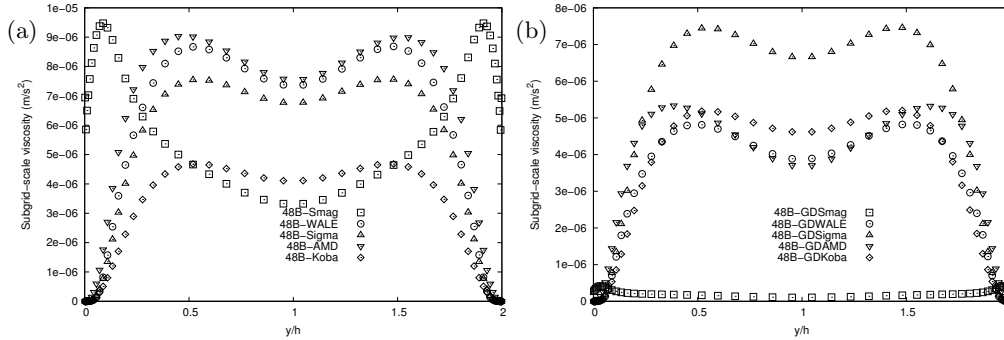 (a)
Subgrid−scale viscosity (m/s²)
1e−05
9e−06
8e−06
7e−06
6e−06
5e−06
4e−06
3e−06
2e−06
1e−06
0
0 0.5 1 1.5 2
y/h
48B−Smag
48B−WALE
48B−Sigma
48B−AMD
48B−Koba
(b)
Subgrid−scale viscosity (m/s²)
8e−06
7e−06
6e−06
5e−06
4e−06
3e−06
2e−06
1e−06
0
0 0.5 1 1.5
y/h
48B−GDSmag
48B−GDWALE
48B−GDSigma
48B−GDAMD
48B−GDKoba